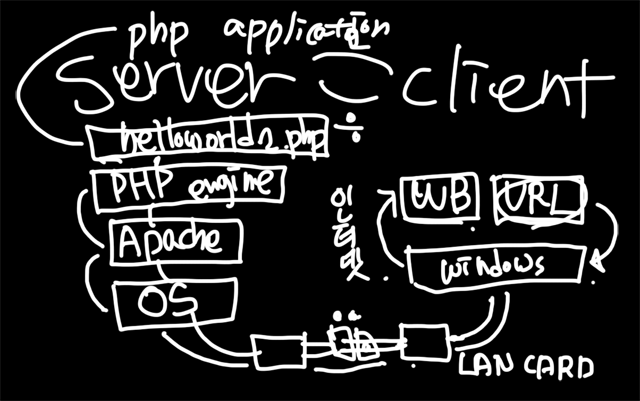 php application
Server - client
helloworld2.php
PHP engine
Apache
OS
인터넷
WB URL
windows
LAN CARD